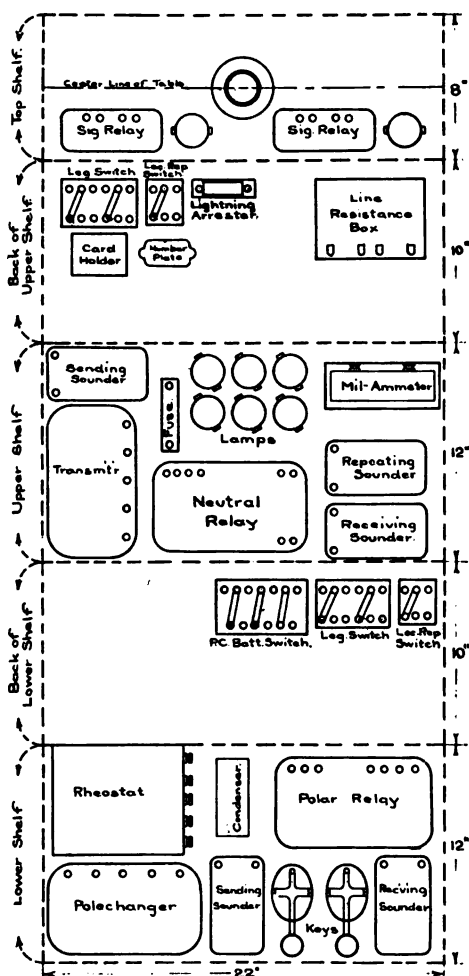 Top Shelf.
8"
Center Line of Table
Sig Relay
Sig. Relay
Back of
Upper Shelf
10"
Leg Switch
Loc. Rep
Switch
Lightning
Arrester.
Line
Resistance
Box
Card
Holder
Number
Plate
Upper Shelf
12"
Sending
Sounder
Fuse
Lamps
Mil-Ammeter
Transmt'r
Neutral
Relay
Repeating
Sounder
Receiving
Sounder.
Back of
Lower Shelf
10"
P.C. Batt. Switch.
Leg. Switch
Loc. Rep
Switch
Lower Shelf
12"
Rheostat
Condenser.
Polar Relay
Polechanger
Sending
Sounder
Keys
Rec'ving
Sounder
22"